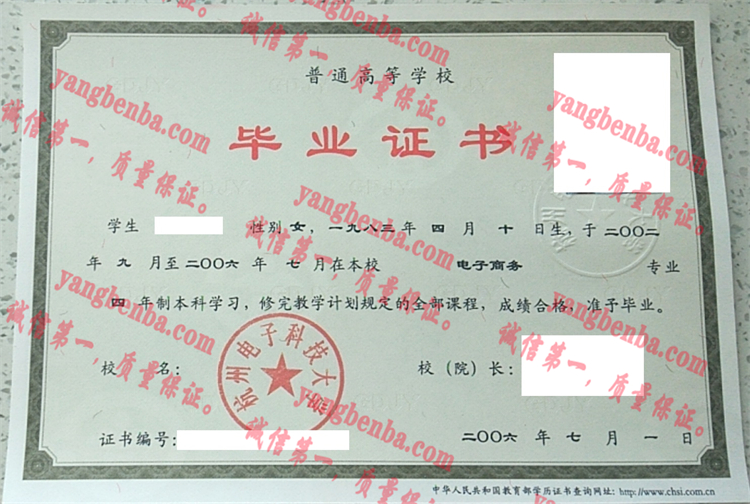 yangbenba.com
诚信第一，质量保证。
普通高等学校
毕业证书
学生 性别 女，一九八三 年 四 月 十 日生，于 二〇〇二
年 九 月至 二〇〇六 年 七 月在本校 电子商务 专业
四 年制本科学习，修完教学计划规定的全部课程，成绩合格，准予毕业。
杭州电子科技大学
校 名： 校（院）长：
证书编号： 二〇〇六 年 七 月 一 日
中华人民共和国教育部学历证书查询网址：http://www.chsi.com.cn